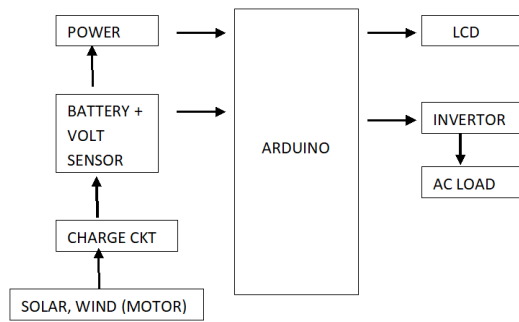 POWER
LCD
BATTERY +
VOLT
SENSOR
INVERTOR
ARDUINO
AC LOAD
CHARGE CKT
SOLAR, WIND (MOTOR)